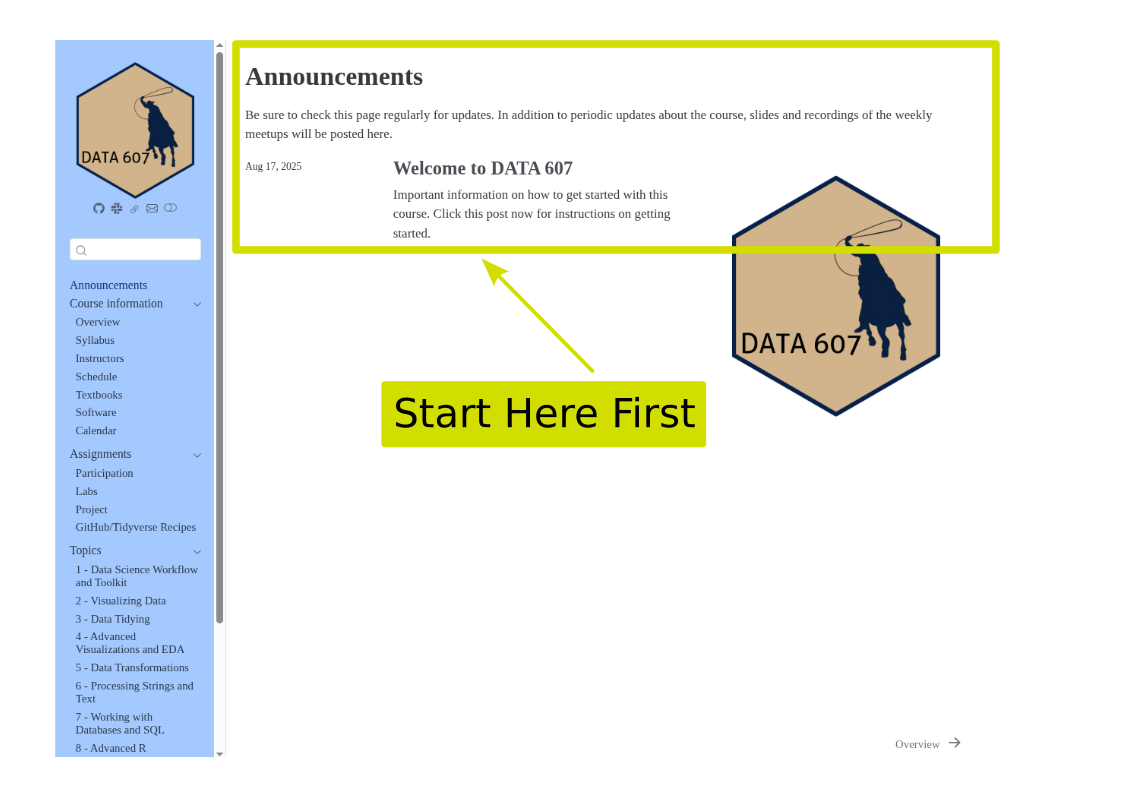 DATA 607
Announcements
Course information
Overview
Syllabus
Instructors
Schedule
Textbooks
Software
Calendar
Assignments
Participation
Labs
Project
GitHub/Tidyverse Recipes
Topics
1 - Data Science Workflow
and Toolkit
2 - Visualizing Data
3 - Data Tidying
4 - Advanced
Visualizations and EDA
5 - Data Transformations
6 - Processing Strings and
Text
7 - Working with
Databases and SQL
8 - Advanced R
Announcements
Be sure to check this page regularly for updates. In addition to periodic updates about the course, slides and recordings of the weekly
meetups will be posted here.
Aug 17, 2025
Welcome to DATA 607
Important information on how to get started with this
course. Click this post now for instructions on getting
started.
DATA 607
Start Here First
Overview